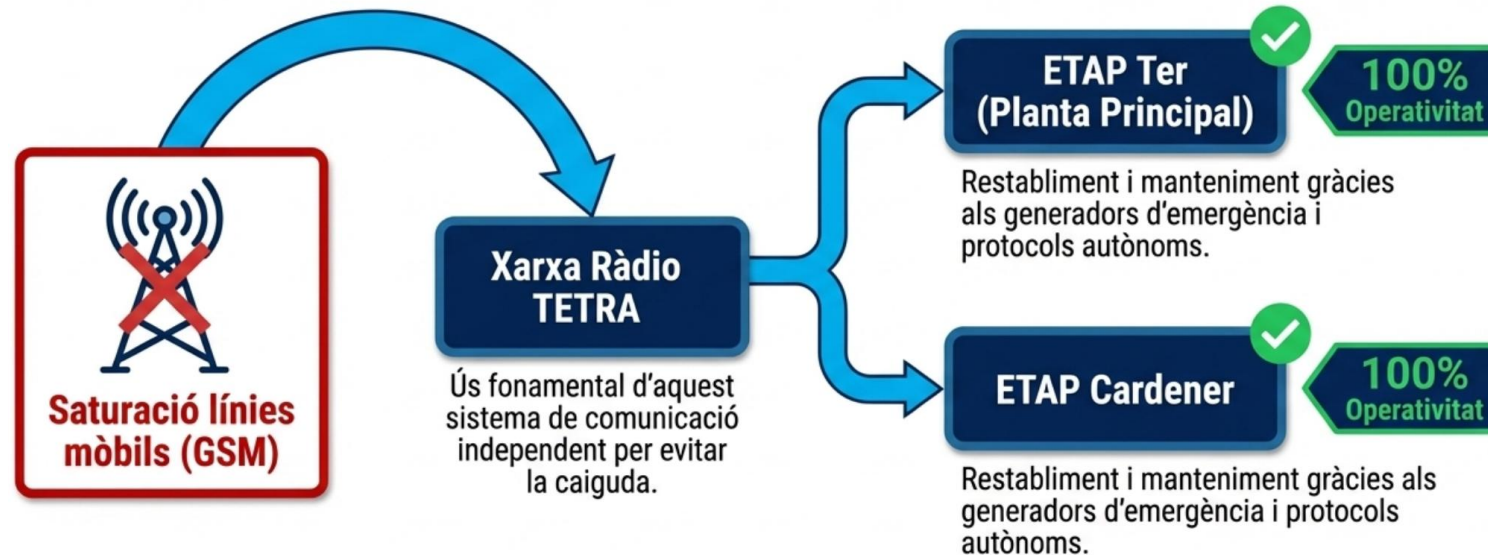 Saturació línies
mòbils (GSM)
Xarxa Ràdio
TETRA
Ús fonamental d'aquest
sistema de comunicació
independent per evitar
la caiguda.
ETAP Ter
(Planta Principal)
100%
Operativitat
Restabliment i manteniment gràcies
als generadors d'emergència i
protocols autònoms.
ETAP Cardener
100%
Operativitat
Restabliment i manteniment gràcies als
generadors d'emergència i protocols
autònoms.